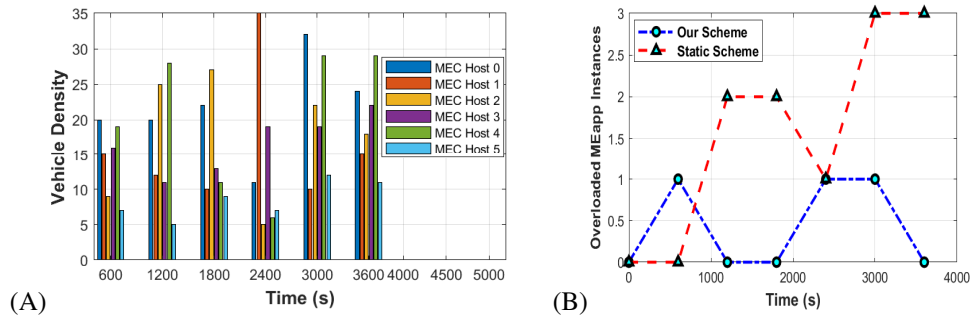 (A)
Vehicle Density
35
30
25
20
15
10
5
0
MEC Host 0
MEC Host 1
MEC Host 2
MEC Host 3
MEC Host 4
MEC Host 5
600 1200 1800 2400 3000 3600 4000 5000
Time (s)
(B)
Overloaded MEapp Instances
3
2.5
2
1.5
1
0.5
0
Our Scheme
Static Scheme
0 1000 2000 3000 4000
Time (s)